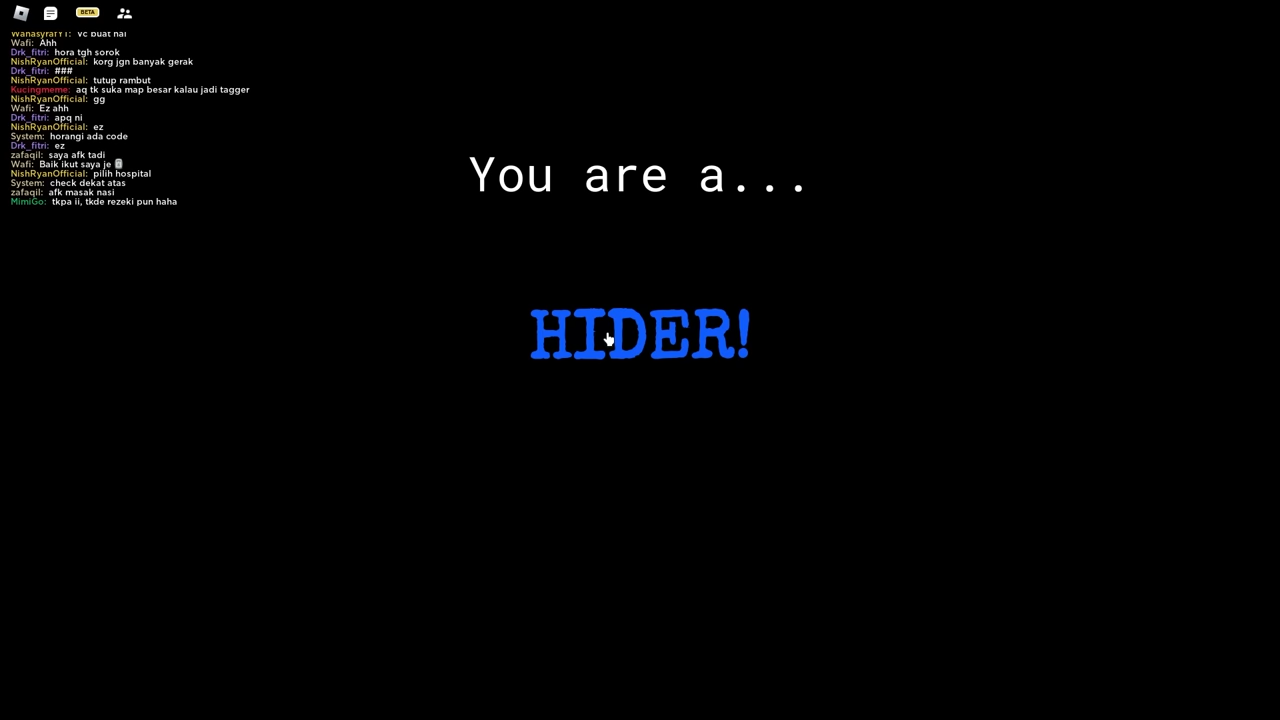 BETA
WanasyrafYT: vc buat hal
Wafi: Ahh
Drk_fitri: hora tgh sorok
NishRyanOfficial: korg jgn banyak gerak
Drk_fitri: ###
NishRyanOfficial: tutup rambut
Kucingmeme: aq tk suka map besar kalau jadi tagger
NishRyanOfficial: gg
Wafi: Ez ahh
Drk_fitri: apq ni
NishRyanOfficial: ez
System: horangi ada code
Drk_fitri: ez
zafaqil: saya afk tadi
Wafi: Baik ikut saya je
NishRyanOfficial: pilih hospital
System: check dekat atas
zafaqil: afk masak nasi
MimiGo: tkpa ii, tkde rezeki pun haha
You are a...
HIDER!